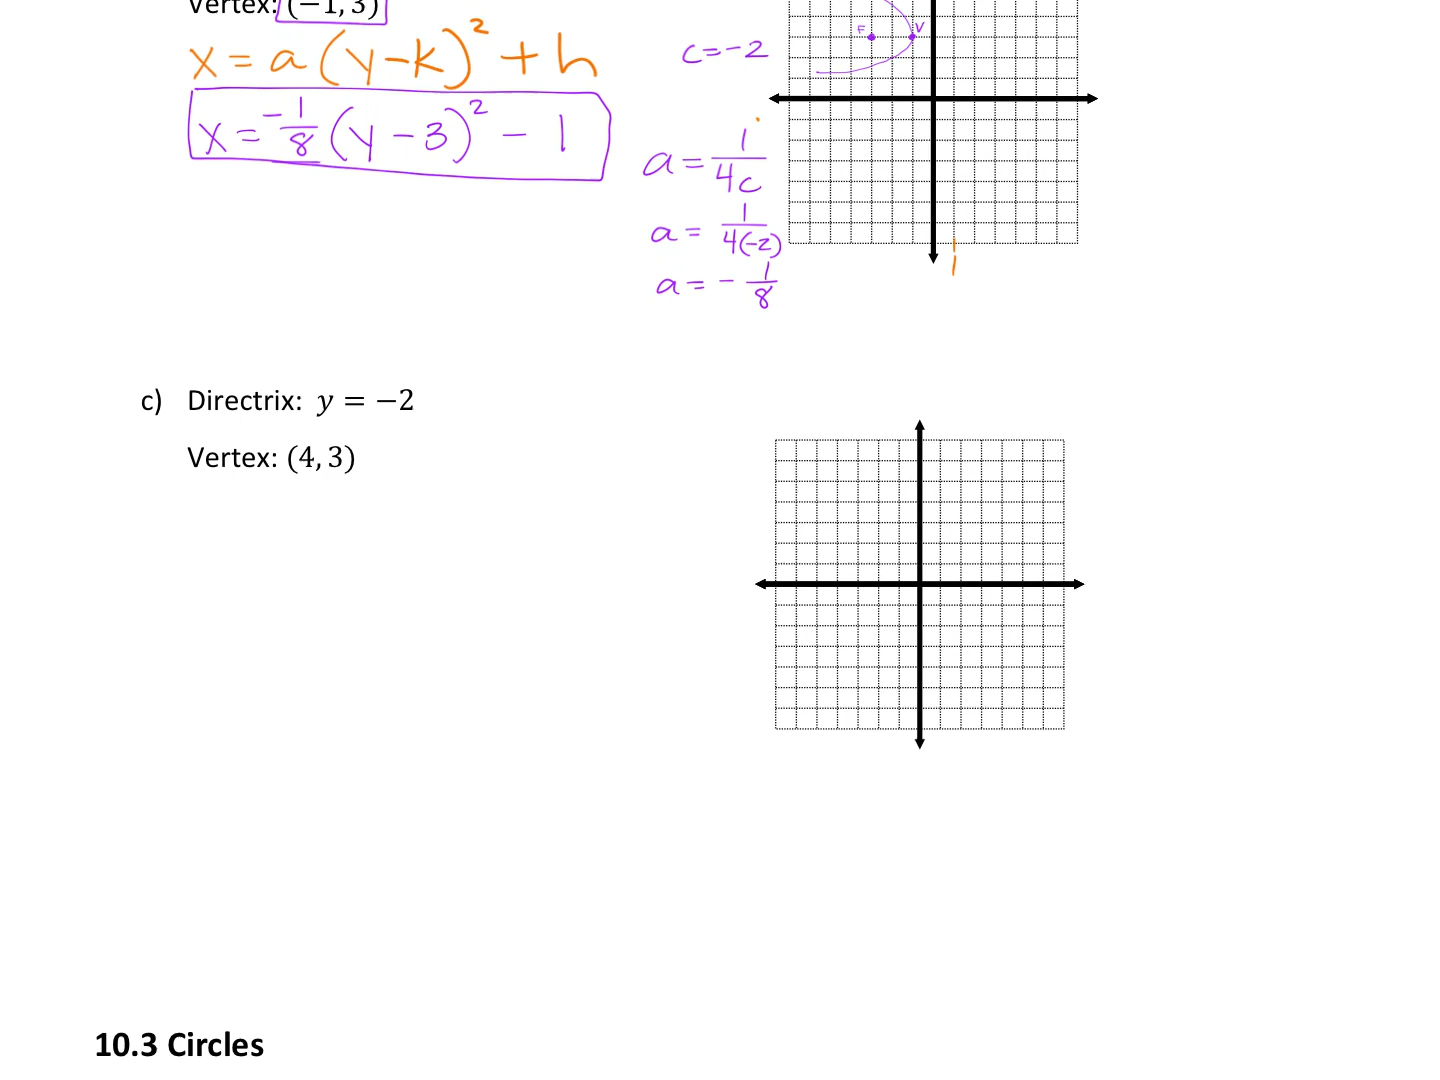 Vertex: (−1, 3)
x = a(y-k)² + h
x = -1/8 (y-3)² - 1
c=-2
F
V
a = 1/4c
a = 1/4(-2)
a = - 1/8
c) Directrix: y = −2
Vertex: (4, 3)
10.3 Circles